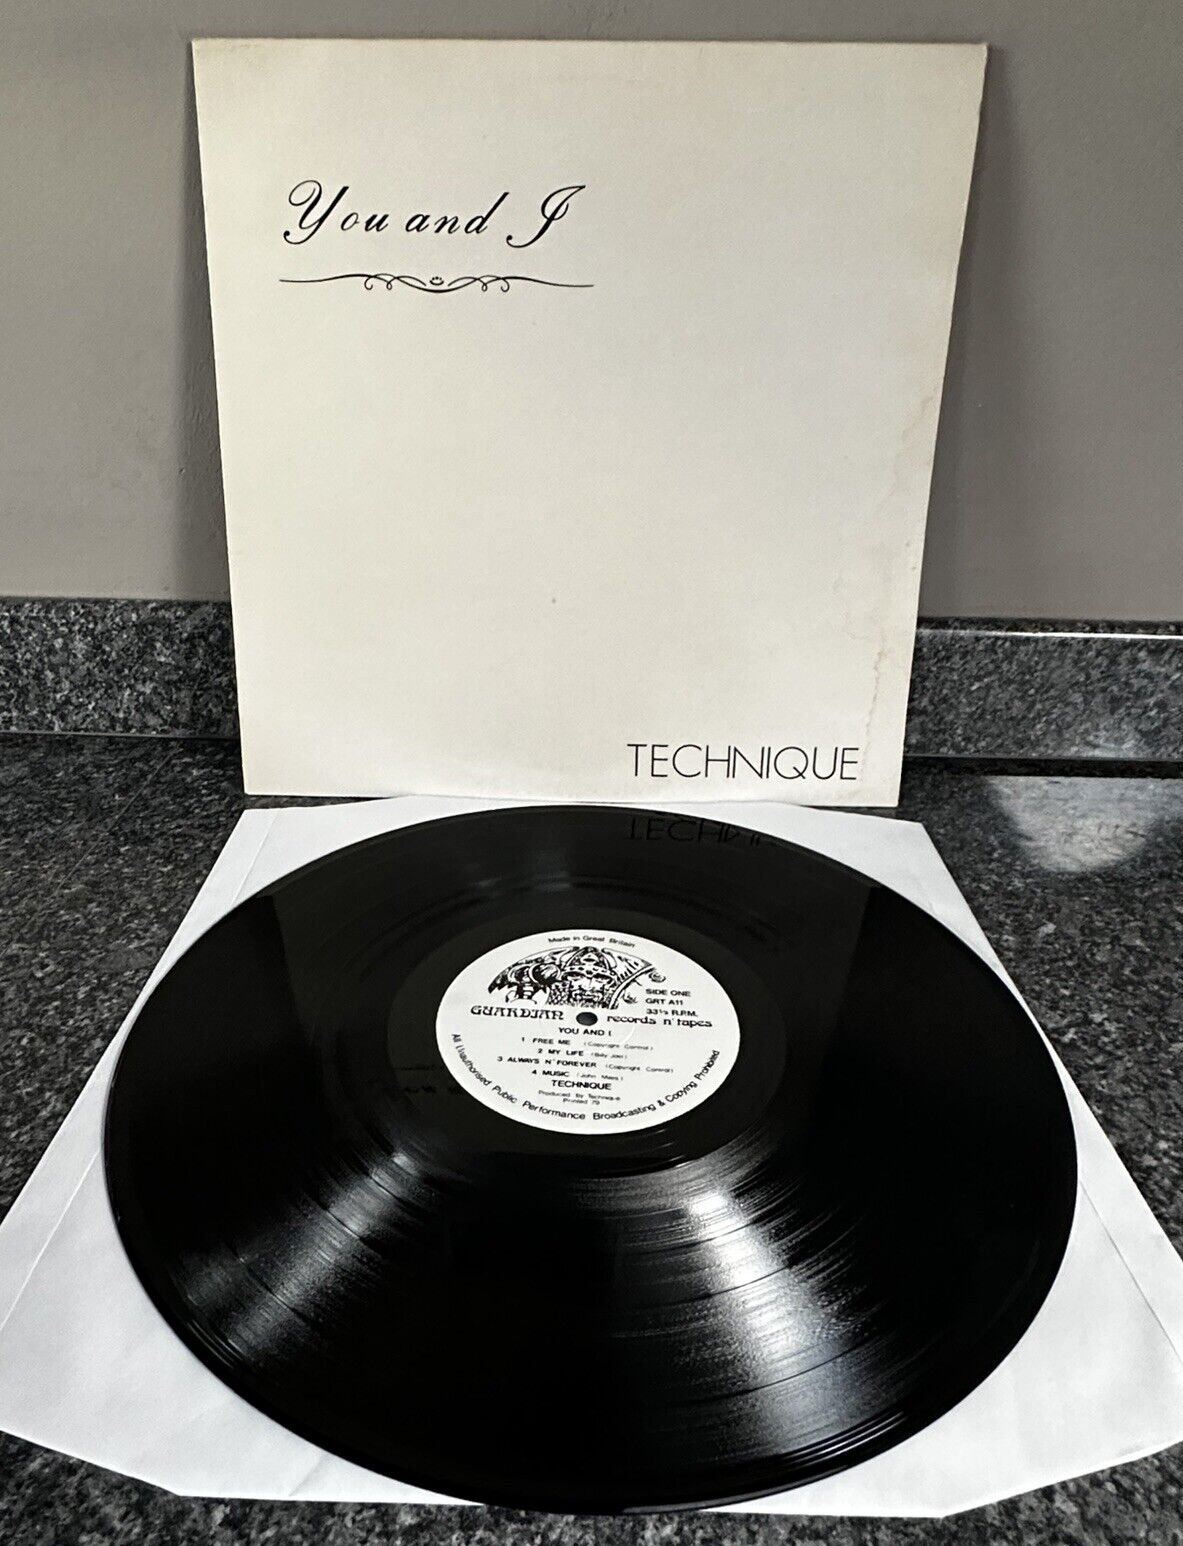 You and I
TECHNIQUE
Made in Great Britain
SIDE ONE
GRT A11
33⅓ R.P.M.
GUARDIAN records n' tapes
YOU AND I
1 FREE ME (Copyright Control)
2 MY LIFE (Billy Joel)
3 ALWAYS N' FOREVER (Copyright Control)
4 MUSIC (John Miles)
TECHNIQUE
Produced by
Printed 79
All Unauthorised Public Performance Broadcasting & Copying Prohibited